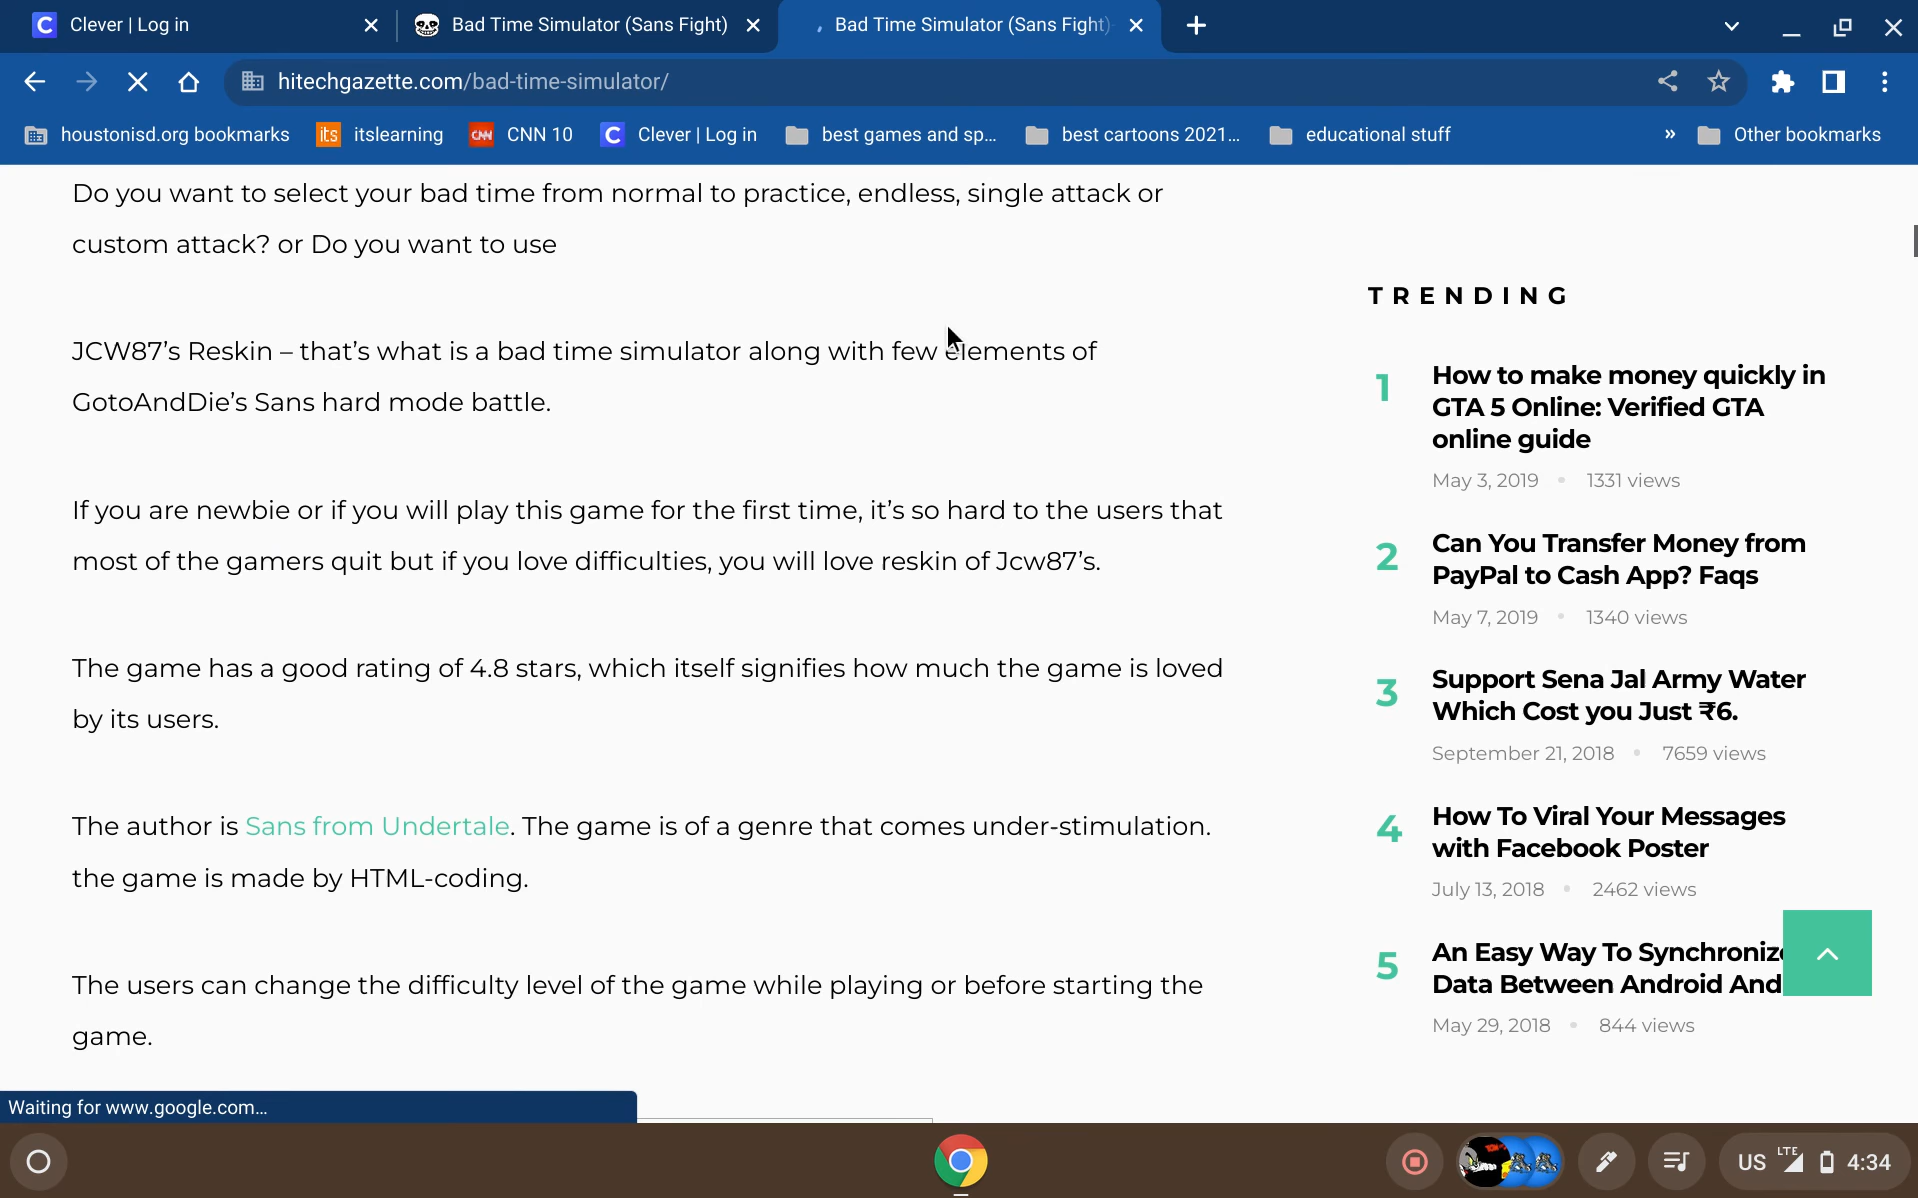 Clever | Log in
Bad Time Simulator (Sans Fight)
Bad Time Simulator (Sans Fight)
hitechgazette.com/bad-time-simulator/
houstonisd.org bookmarks
its itslearning
CNN CNN 10
Clever | Log in
best games and sp...
best cartoons 2021...
educational stuff
»
Other bookmarks
Do you want to select your bad time from normal to practice, endless, single attack or
custom attack? or Do you want to use
JCW87’s Reskin – that’s what is a bad time simulator along with few elements of
GotoAndDie’s Sans hard mode battle.
If you are newbie or if you will play this game for the first time, it’s so hard to the users that
most of the gamers quit but if you love difficulties, you will love reskin of Jcw87’s.
The game has a good rating of 4.8 stars, which itself signifies how much the game is loved
by its users.
The author is Sans from Undertale. The game is of a genre that comes under-stimulation.
the game is made by HTML-coding.
The users can change the difficulty level of the game while playing or before starting the
game.
TRENDING
1
How to make money quickly in
GTA 5 Online: Verified GTA
online guide
May 3, 2019 • 1331 views
2
Can You Transfer Money from
PayPal to Cash App? Faqs
May 7, 2019 • 1340 views
3
Support Sena Jal Army Water
Which Cost you Just ₹6.
September 21, 2018 • 7659 views
4
How To Viral Your Messages
with Facebook Poster
July 13, 2018 • 2462 views
5
An Easy Way To Synchronize
Data Between Android And
May 29, 2018 • 844 views
Waiting for www.google.com...
US LTE 4:34